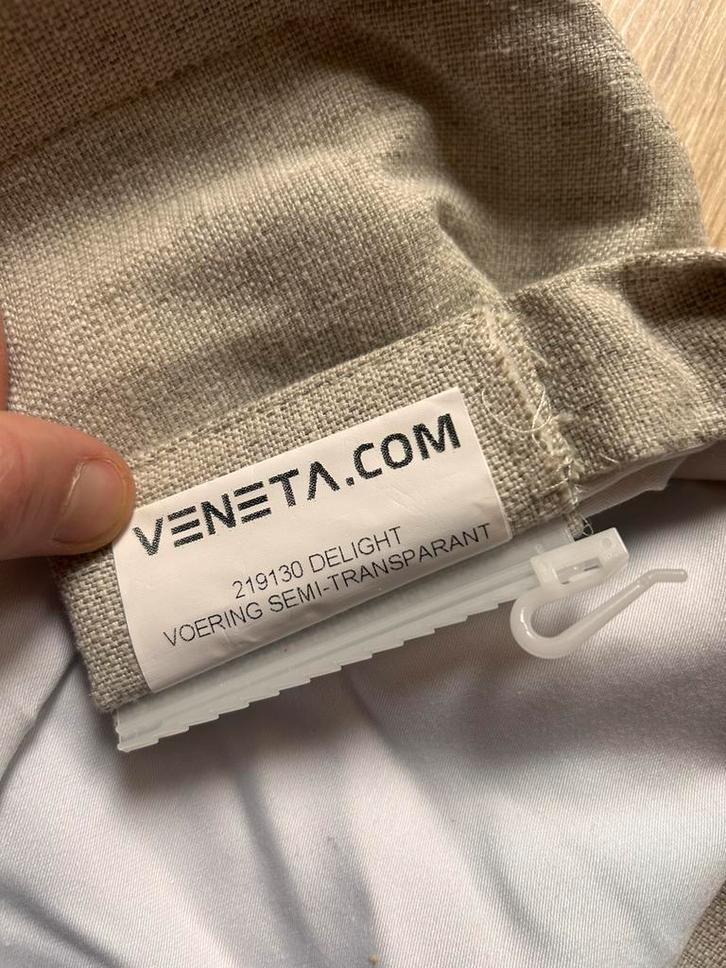 VENETA.COM
219130 DELIGHT
VOERING SEMI-TRANSPARANT